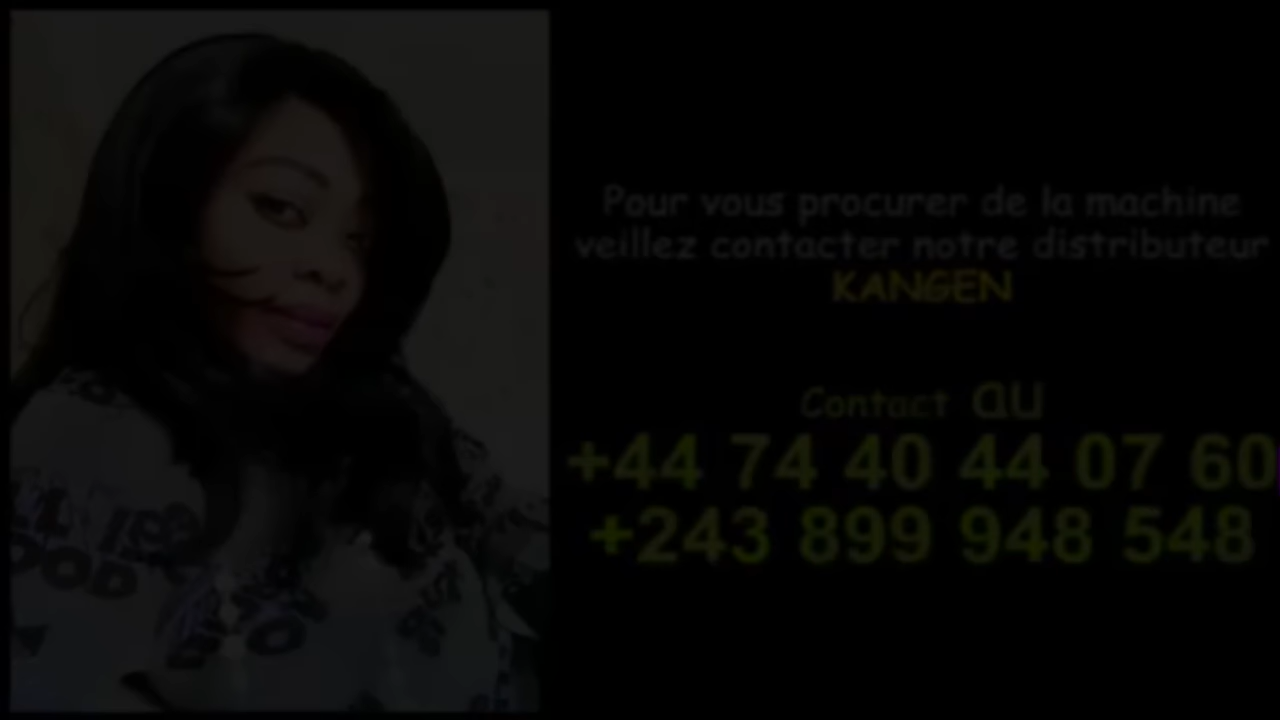 Pour vous procurer de la machine
veillez contacter notre distributeur
KANGEN
Contact au
+44 74 40 44 07 60
+243 899 948 548